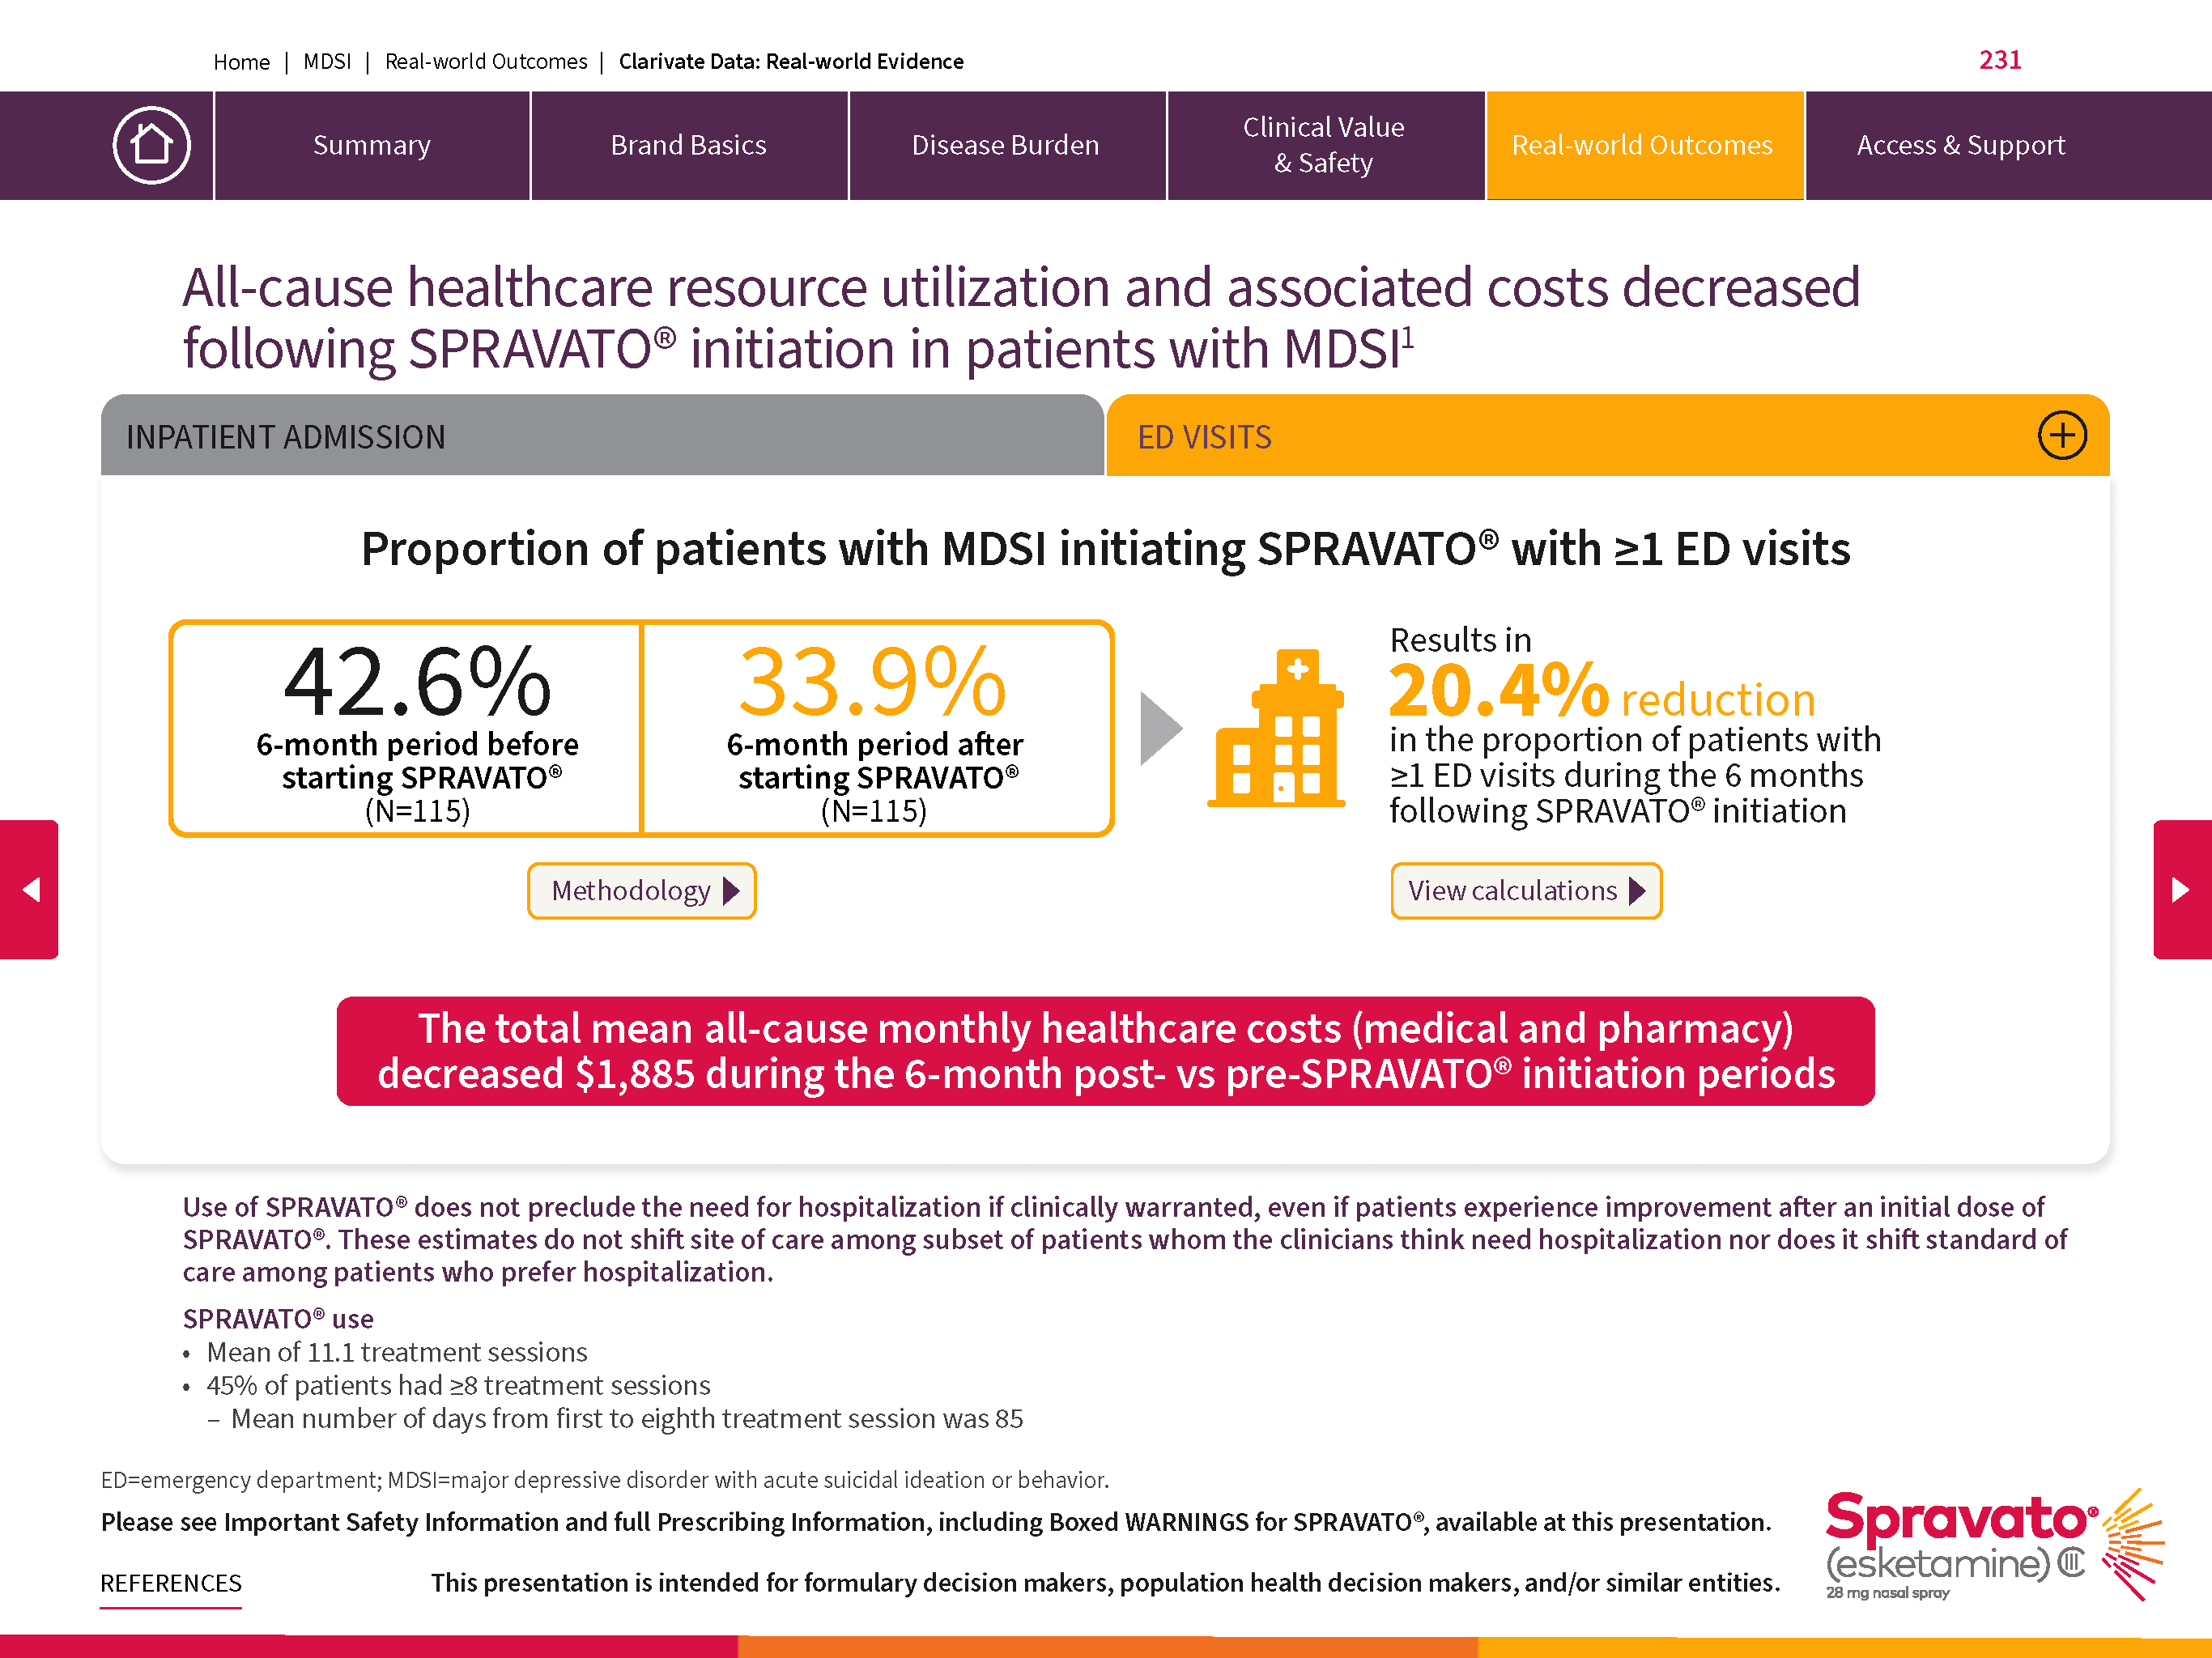 Home | MDSI | Real-world Outcomes | Clarivate Data: Real-world Evidence
231
Summary
Brand Basics
Disease Burden
Clinical Value
& Safety
Real-world Outcomes
Access & Support
All-cause healthcare resource utilization and associated costs decreased
following SPRAVATO® initiation in patients with MDSI¹
INPATIENT ADMISSION
ED VISITS
Proportion of patients with MDSI initiating SPRAVATO® with ≥1 ED visits
42.6%
6-month period before
starting SPRAVATO®
(N=115)
33.9%
6-month period after
starting SPRAVATO®
(N=115)
Results in
20.4% reduction
in the proportion of patients with
≥1 ED visits during the 6 months
following SPRAVATO® initiation
Methodology
View calculations
The total mean all-cause monthly healthcare costs (medical and pharmacy)
decreased $1,885 during the 6-month post- vs pre-SPRAVATO® initiation periods
Use of SPRAVATO® does not preclude the need for hospitalization if clinically warranted, even if patients experience improvement after an initial dose of
SPRAVATO®. These estimates do not shift site of care among subset of patients whom the clinicians think need hospitalization nor does it shift standard of
care among patients who prefer hospitalization.
SPRAVATO® use
• Mean of 11.1 treatment sessions
• 45% of patients had ≥8 treatment sessions
– Mean number of days from first to eighth treatment session was 85
ED=emergency department; MDSI=major depressive disorder with acute suicidal ideation or behavior.
Please see Important Safety Information and full Prescribing Information, including Boxed WARNINGS for SPRAVATO®, available at this presentation.
REFERENCES
This presentation is intended for formulary decision makers, population health decision makers, and/or similar entities.
Spravato®
(esketamine) CIII
28 mg nasal spray